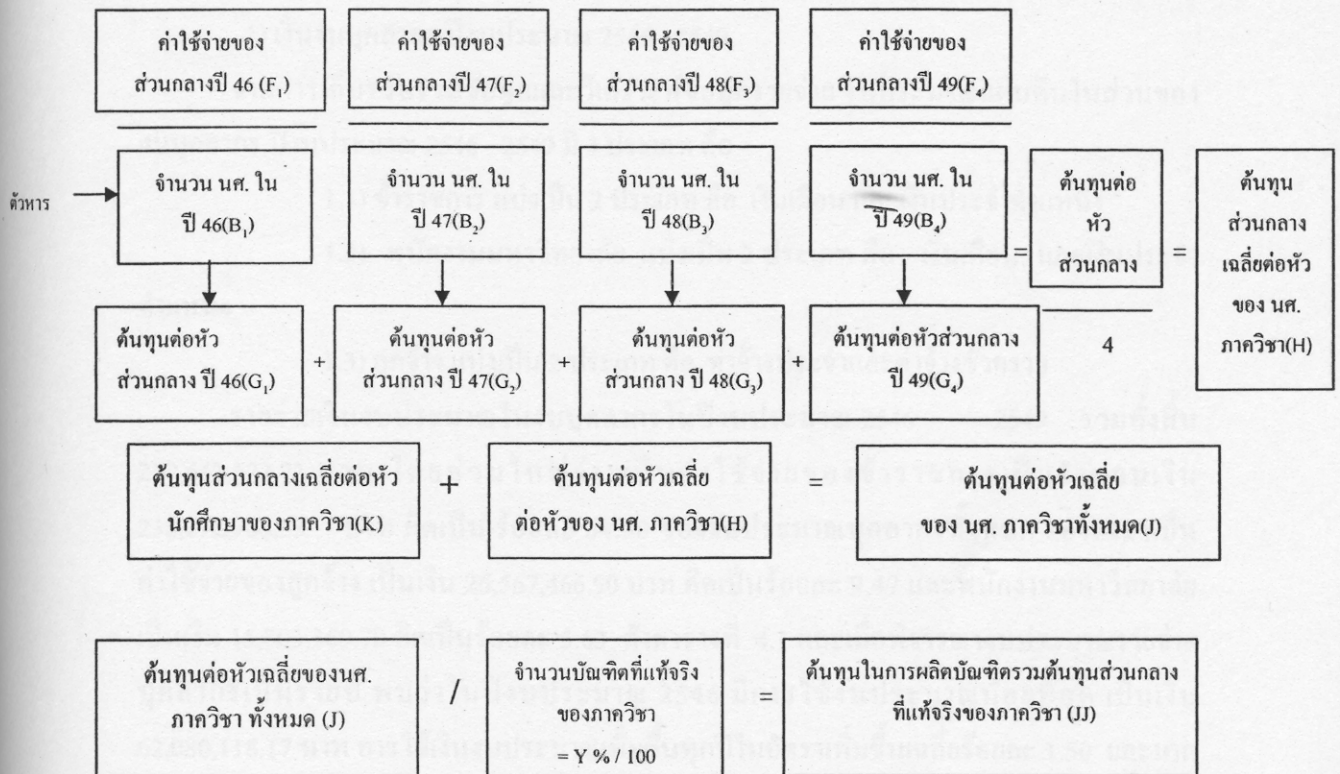 ค่าใช้จ่ายของ
ส่วนกลางปี 46 (F₁)
ค่าใช้จ่ายของ
ส่วนกลางปี 47(F₂)
ค่าใช้จ่ายของ
ส่วนกลางปี 48(F₃)
ค่าใช้จ่ายของ
ส่วนกลางปี 49(F₄)
ตัวหาร
จำนวน นศ. ใน
ปี 46(B₁)
จำนวน นศ. ใน
ปี 47(B₂)
จำนวน นศ. ใน
ปี 48(B₃)
จำนวน นศ. ใน
ปี 49(B₄)
ต้นทุนต่อ
หัว
ส่วนกลาง
4
ต้นทุน
ส่วนกลาง
เฉลี่ยต่อหัว
ของ นศ.
ภาควิชา(H)
ต้นทุนต่อหัว
ส่วนกลาง ปี 46(G₁)
+
ต้นทุนต่อหัว
ส่วนกลาง ปี 47(G₂)
+
ต้นทุนต่อหัว
ส่วนกลาง ปี 48(G₃)
+
ต้นทุนต่อหัวส่วนกลาง
ปี 49(G₄)
ต้นทุนส่วนกลางเฉลี่ยต่อหัว
นักศึกษาของภาควิชา(K)
+
ต้นทุนต่อหัวเฉลี่ย
ต่อหัวของ นศ. ภาควิชา(H)
=
ต้นทุนต่อหัวเฉลี่ย
ของ นศ. ภาควิชาทั้งหมด(J)
ต้นทุนต่อหัวเฉลี่ยของนศ.
ภาควิชา ทั้งหมด (J)
/
จำนวนบัณฑิตที่แท้จริง
ของภาควิชา
= Y % / 100
=
ต้นทุนในการผลิตบัณฑิตรวมต้นทุนส่วนกลาง
ที่แท้จริงของภาควิชา (JJ)